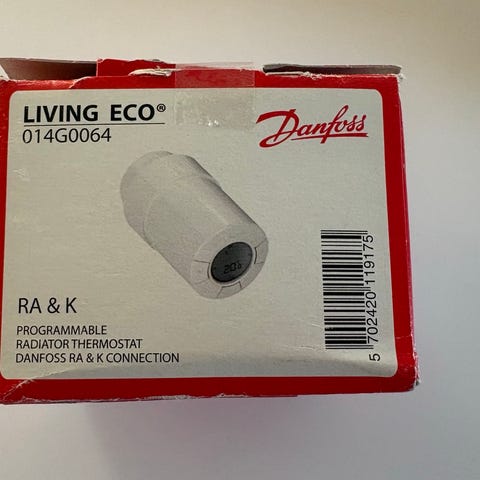 LIVING ECO®
014G0064
Danfoss
20.5
RA & K
PROGRAMMABLE
RADIATOR THERMOSTAT
DANFOSS RA & K CONNECTION
5 702420 119175